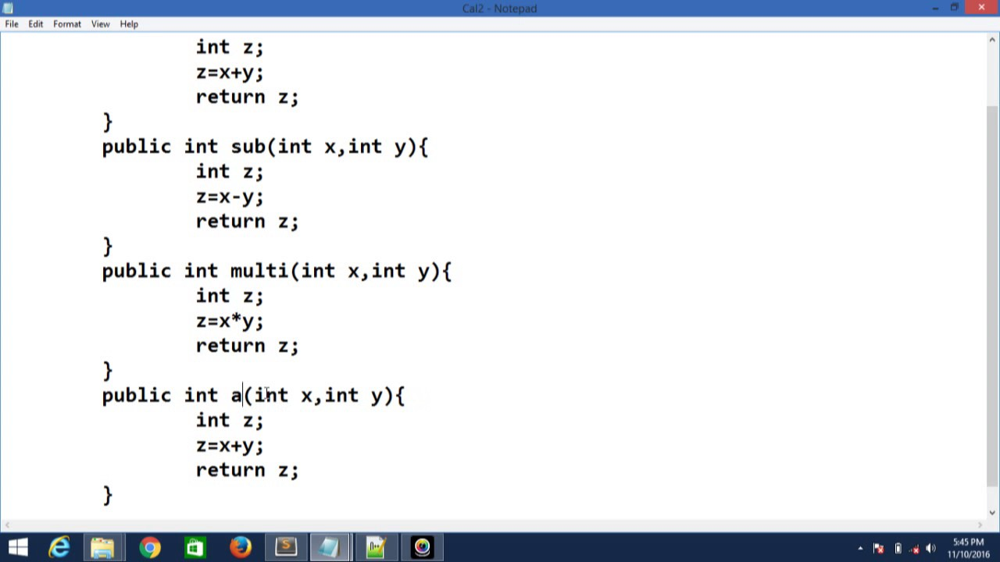 Cal2 - Notepad
File Edit Format View Help
int z;
z=x+y;
return z;
}
public int sub(int x,int y){
int z;
z=x-y;
return z;
}
public int multi(int x,int y){
int z;
z=x*y;
return z;
}
public int a(int x,int y){
int z;
z=x+y;
return z;
}
5:45 PM
11/10/2016